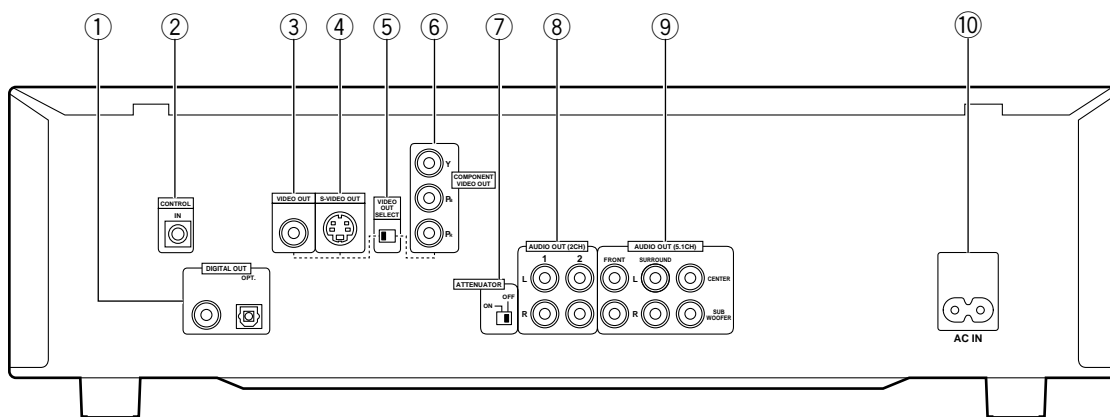 ① ② ③ ④ ⑤ ⑥ ⑦ ⑧ ⑨ ⑩
CONTROL
IN
DIGITAL OUT
OPT.
VIDEO OUT
S-VIDEO OUT
VIDEO
OUT
SELECT
Y
COMPONENT
VIDEO OUT
PB
PR
ATTENUATOR
OFF
ON
AUDIO OUT (2CH)
1 2
L
R
AUDIO OUT (5.1CH)
FRONT SURROUND
L CENTER
R SUB
WOOFER
AC IN